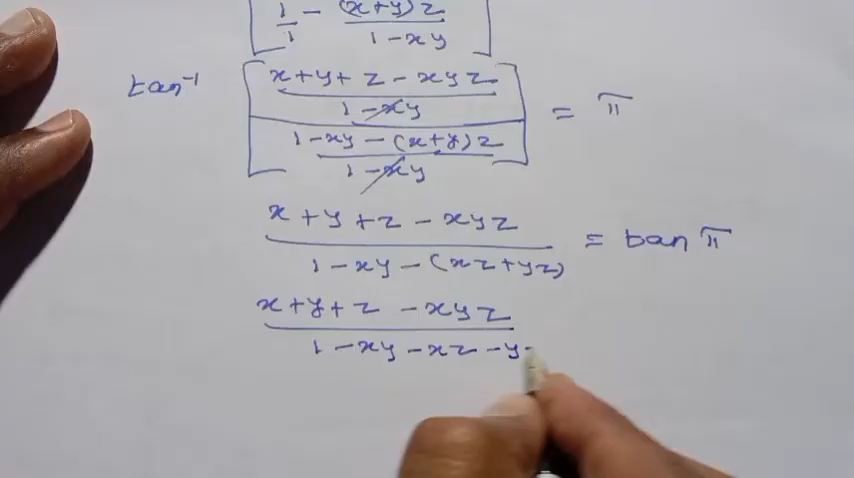 [1/1 - (x+y)z/1-xy]
tan⁻¹ [x+y+z-xyz/1-xy / 1-xy-(x+y)z/1-xy] = π
x+y+z-xyz/1-xy-(xz+yz) = tan π
x+y+z-xyz/1-xy-xz-y